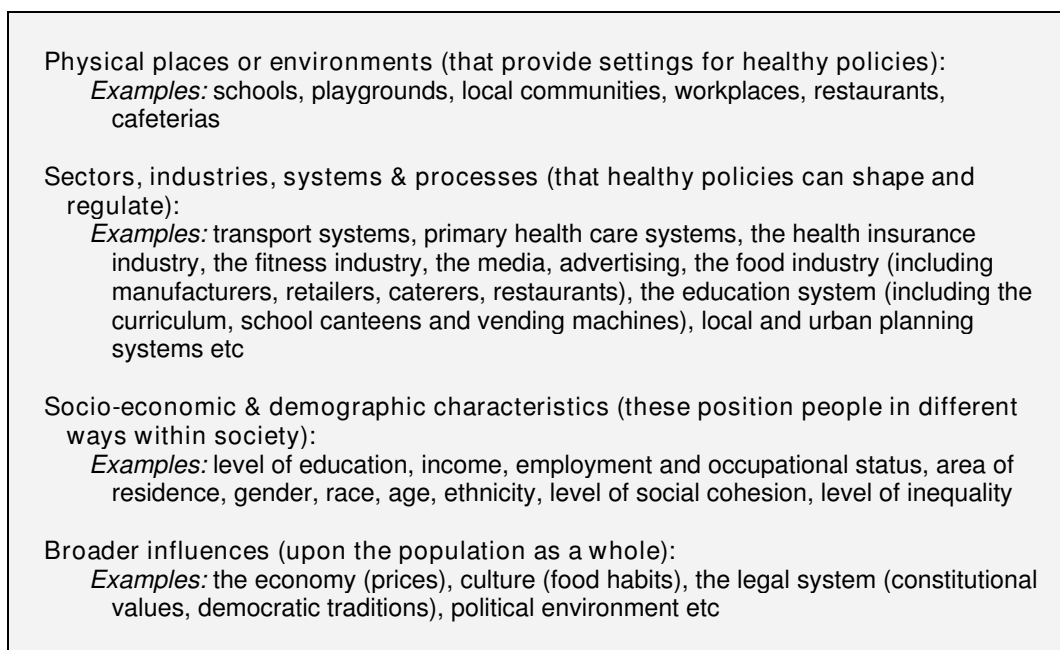 Physical places or environments (that provide settings for healthy policies):
Examples: schools, playgrounds, local communities, workplaces, restaurants,
cafeterias
Sectors, industries, systems & processes (that healthy policies can shape and
regulate):
Examples: transport systems, primary health care systems, the health insurance
industry, the fitness industry, the media, advertising, the food industry (including
manufacturers, retailers, caterers, restaurants), the education system (including the
curriculum, school canteens and vending machines), local and urban planning
systems etc
Socio-economic & demographic characteristics (these position people in different
ways within society):
Examples: level of education, income, employment and occupational status, area of
residence, gender, race, age, ethnicity, level of social cohesion, level of inequality
Broader influences (upon the population as a whole):
Examples: the economy (prices), culture (food habits), the legal system (constitutional
values, democratic traditions), political environment etc